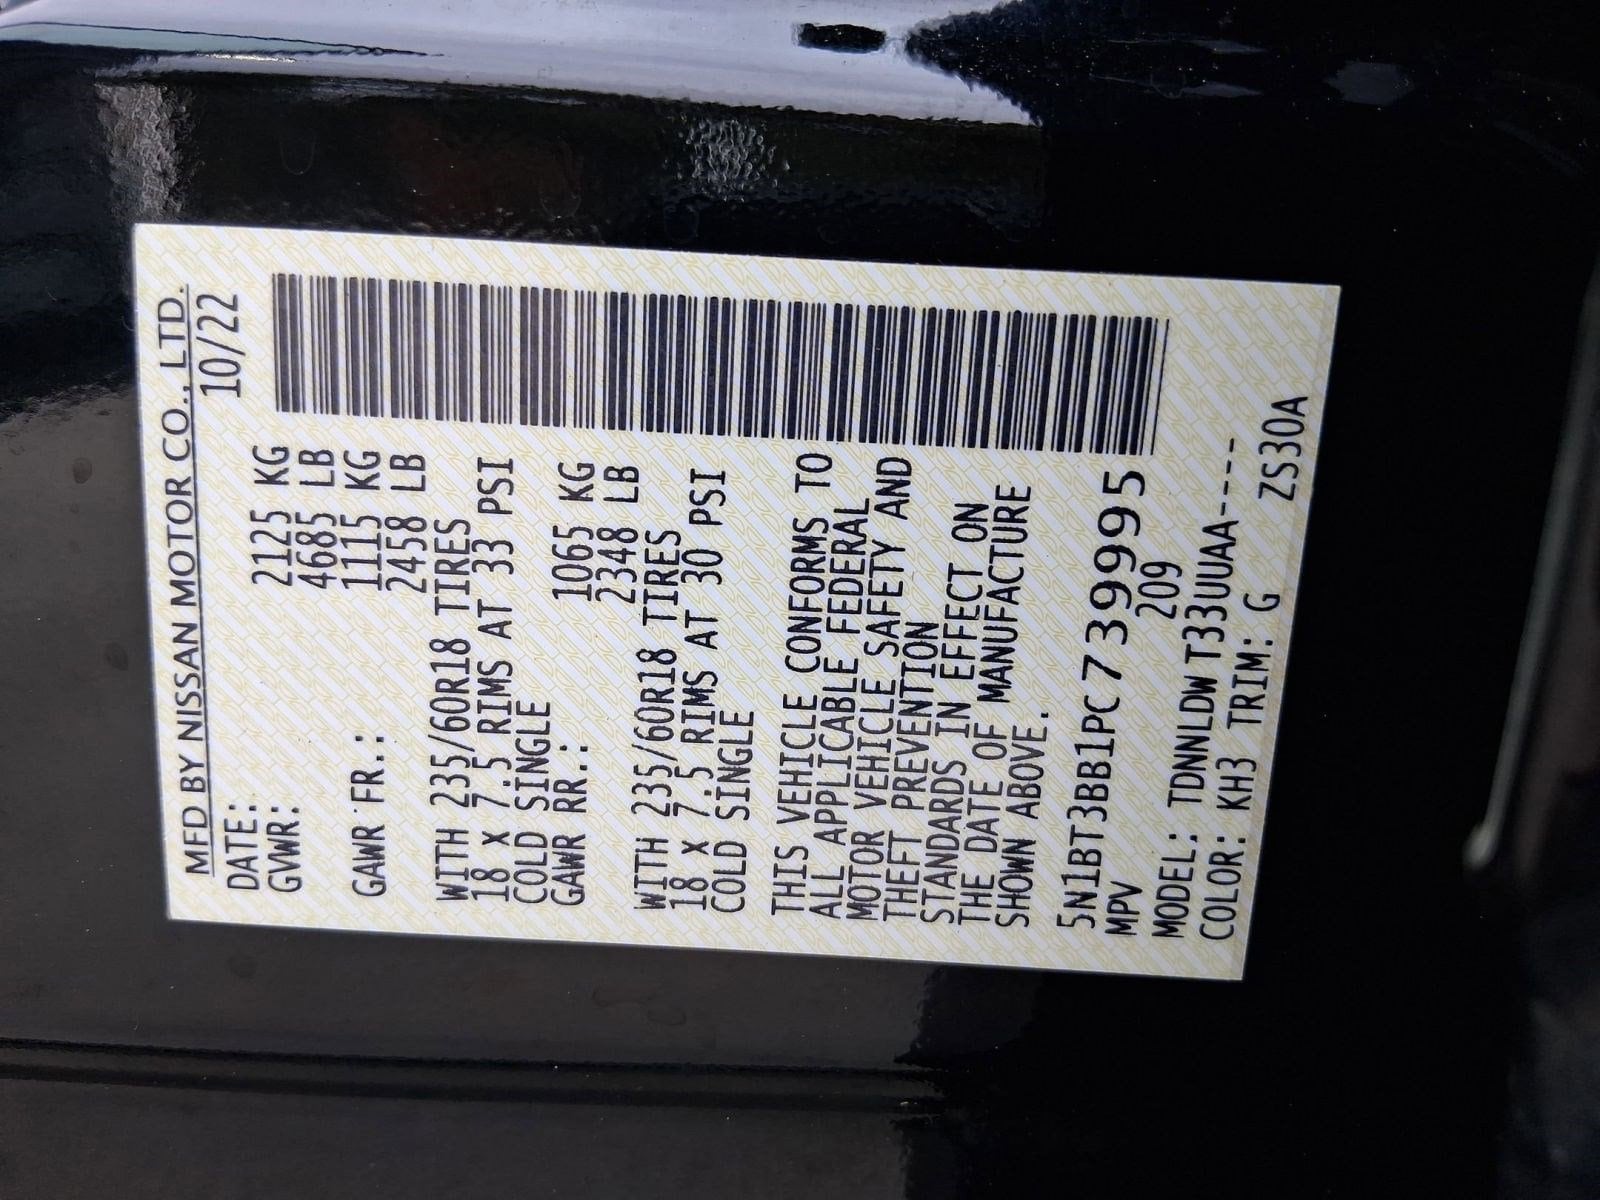 MFD BY NISSAN MOTOR CO., LTD.
DATE: 10/22
GVWR: 2125 KG
4685 LB
GAWR FR.: 1115 KG
2458 LB
WITH 235/60R18 TIRES
18 X 7.5 RIMS AT 33 PSI
COLD SINGLE
GAWR RR.: 1065 KG
2348 LB
WITH 235/60R18 TIRES
18 X 7.5 RIMS AT 30 PSI
COLD SINGLE
THIS VEHICLE CONFORMS TO
ALL APPLICABLE FEDERAL
MOTOR VEHICLE SAFETY AND
THEFT PREVENTION
STANDARDS IN EFFECT ON
THE DATE OF MANUFACTURE
SHOWN ABOVE.
5N1BT3BB1PC739995
MPV 209
MODEL: TDNNLDW T33UUAA----
COLOR: KH3 TRIM: G ZS30A